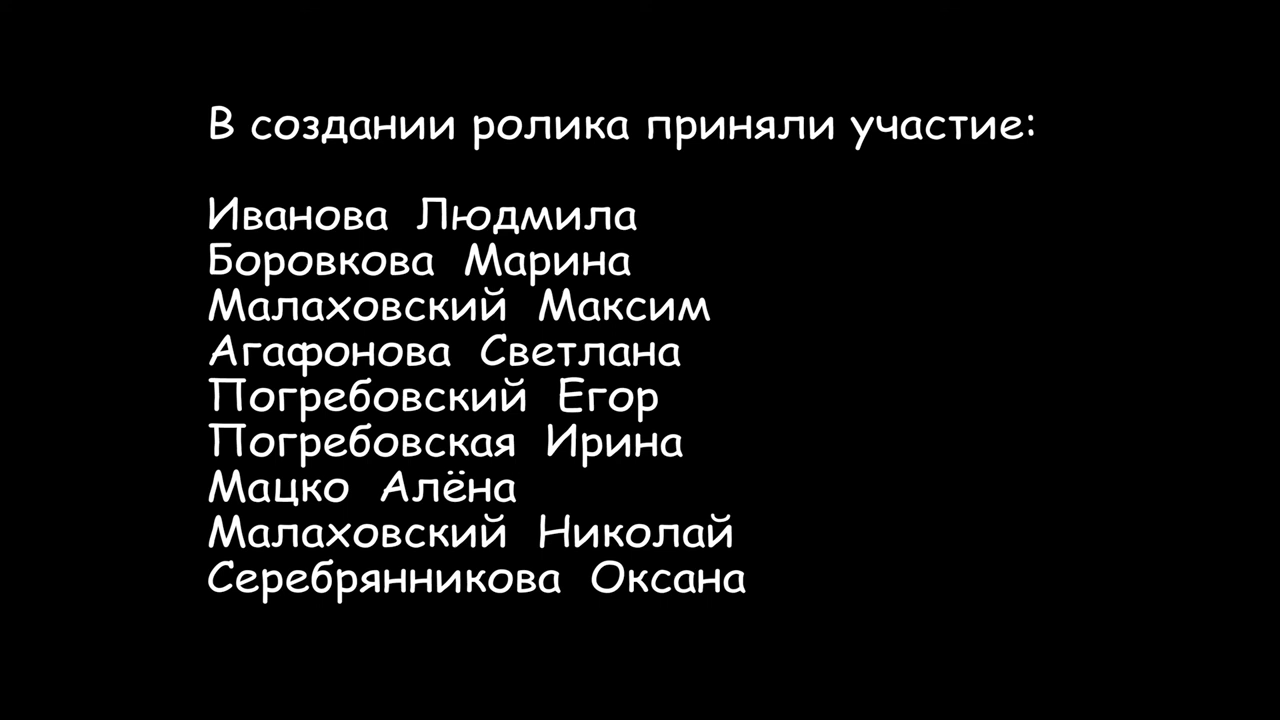 В создании ролика приняли участие:
Иванова Людмила
Боровкова Марина
Малаховский Максим
Агафонова Светлана
Погребовский Егор
Погребовская Ирина
Мацко Алёна
Малаховский Николай
Серебрянникова Оксана